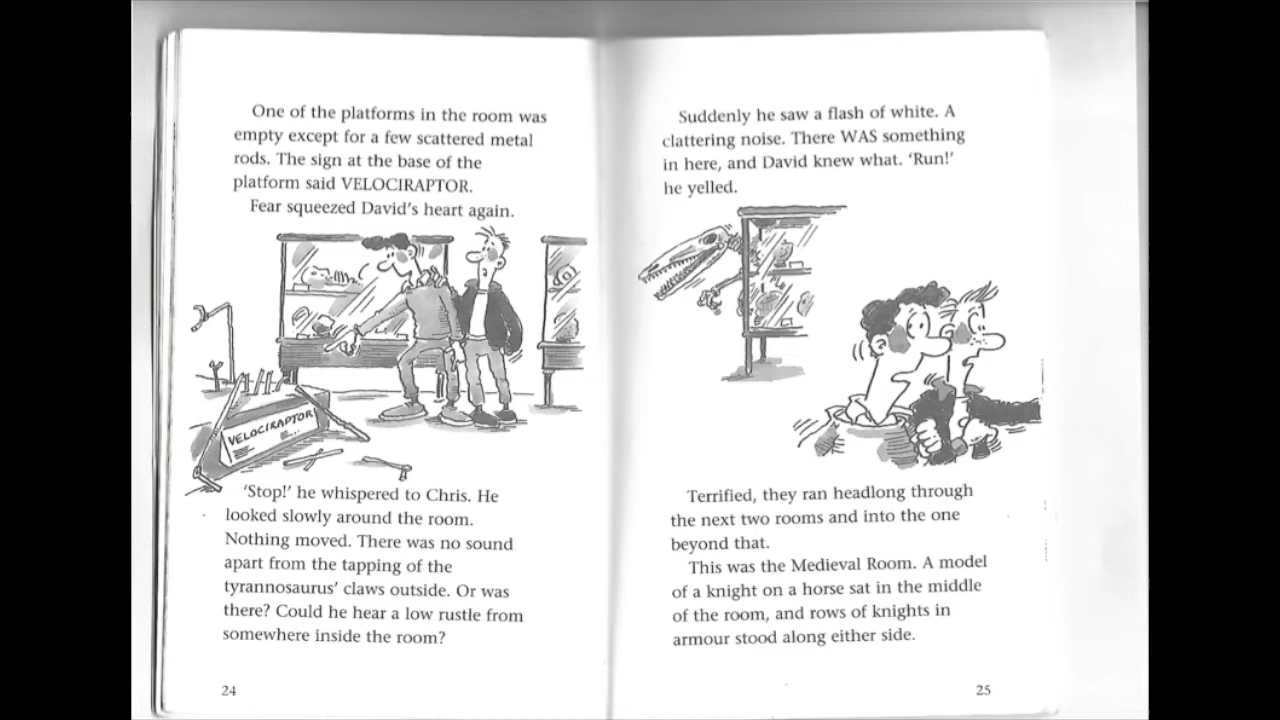 One of the platforms in the room was
empty except for a few scattered metal
rods. The sign at the base of the
platform said VELOCIRAPTOR.
Fear squeezed David's heart again.
VELOCIRAPTOR
'Stop!' he whispered to Chris. He
looked slowly around the room.
Nothing moved. There was no sound
apart from the tapping of the
tyrannosaurus' claws outside. Or was
there? Could he hear a low rustle from
somewhere inside the room?
24
Suddenly he saw a flash of white. A
clattering noise. There WAS something
in here, and David knew what. 'Run!'
he yelled.
Terrified, they ran headlong through
the next two rooms and into the one
beyond that.
This was the Medieval Room. A model
of a knight on a horse sat in the middle
of the room, and rows of knights in
armour stood along either side.
25